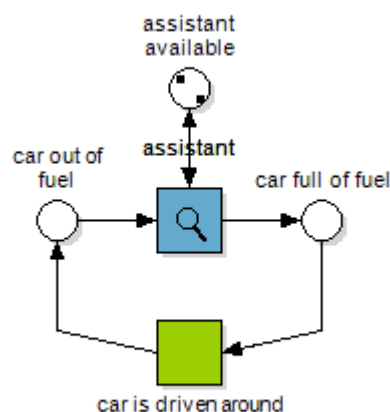 assistant
available
assistant
car out of
fuel
car full of fuel
car is driven around